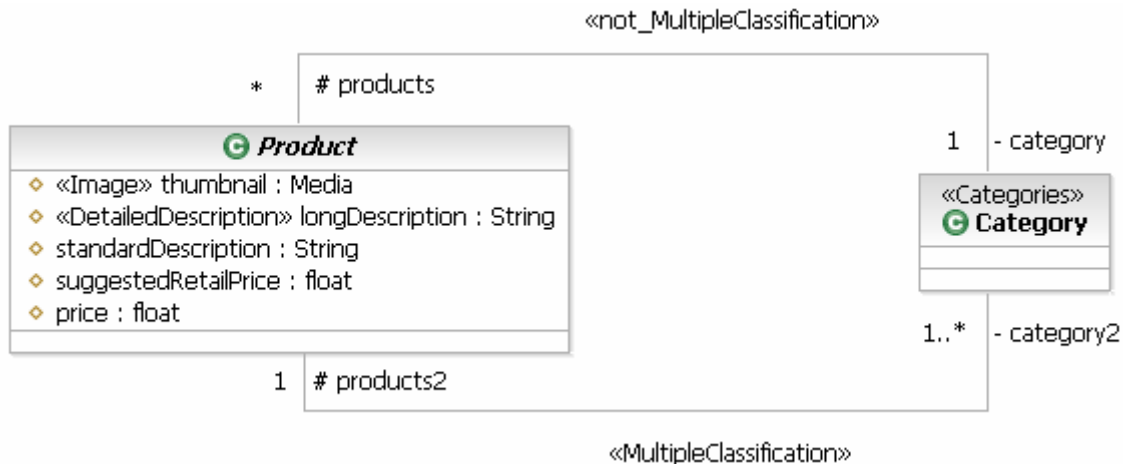 «not_MultipleClassification»
* # products
C Product
«Image» thumbnail : Media
«DetailedDescription» longDescription : String
standardDescription : String
suggestedRetailPrice : float
price : float
1 - category
«Categories»
C Category
1..* - category2
1 # products2
«MultipleClassification»